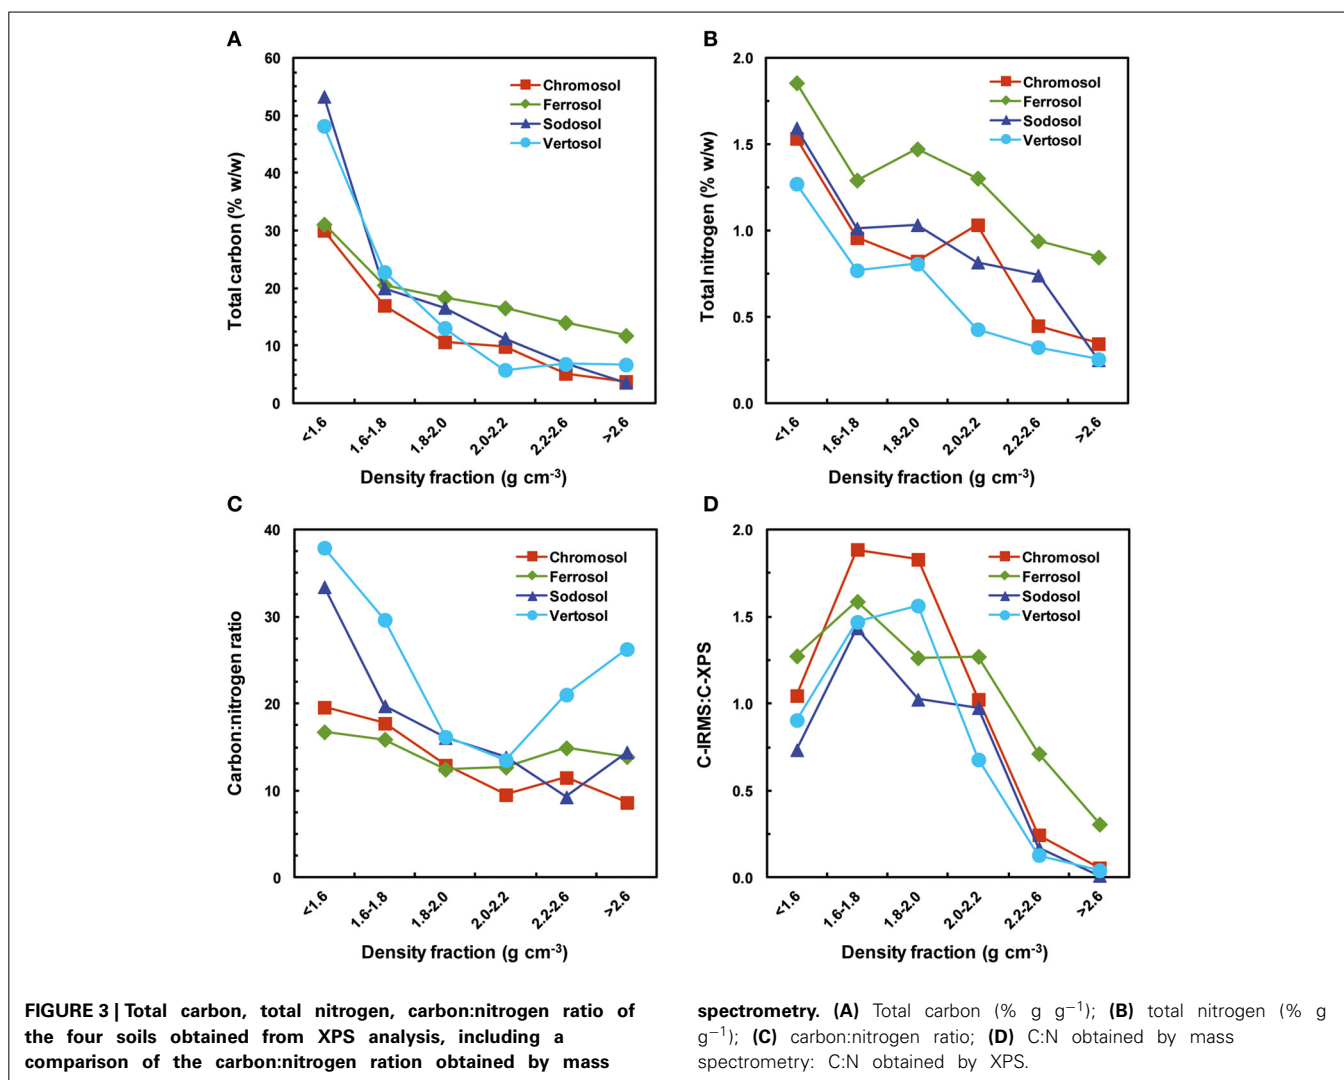 A
60
50
40
30
20
10
0
Total carbon (% w/w)
Chromosol
Ferrosol
Sodosol
Vertosol
<1.6
1.6-1.8
1.8-2.0
2.0-2.2
2.2-2.6
>2.6
Density fraction (g cm-3)
B
2.0
1.5
1.0
0.5
0.0
Total nitrogen (% w/w)
Chromosol
Ferrosol
Sodosol
Vertosol
<1.6
1.6-1.8
1.8-2.0
2.0-2.2
2.2-2.6
>2.6
Density fraction (g cm-3)
C
40
30
20
10
0
Carbon:nitrogen ratio
Chromosol
Ferrosol
Sodosol
Vertosol
<1.6
1.6-1.8
1.8-2.0
2.0-2.2
2.2-2.6
>2.6
Density fraction (g cm-3)
D
2.0
1.5
1.0
0.5
0.0
C-IRMS:C-XPS
Chromosol
Ferrosol
Sodosol
Vertosol
<1.6
1.6-1.8
1.8-2.0
2.0-2.2
2.2-2.6
>2.6
Density fraction (g cm-3)
FIGURE 3 | Total carbon, total nitrogen, carbon:nitrogen ratio of
the four soils obtained from XPS analysis, including a
comparison of the carbon:nitrogen ration obtained by mass
spectrometry. (A) Total carbon (% g g−1); (B) total nitrogen (% g
g−1); (C) carbon:nitrogen ratio; (D) C:N obtained by mass
spectrometry: C:N obtained by XPS.